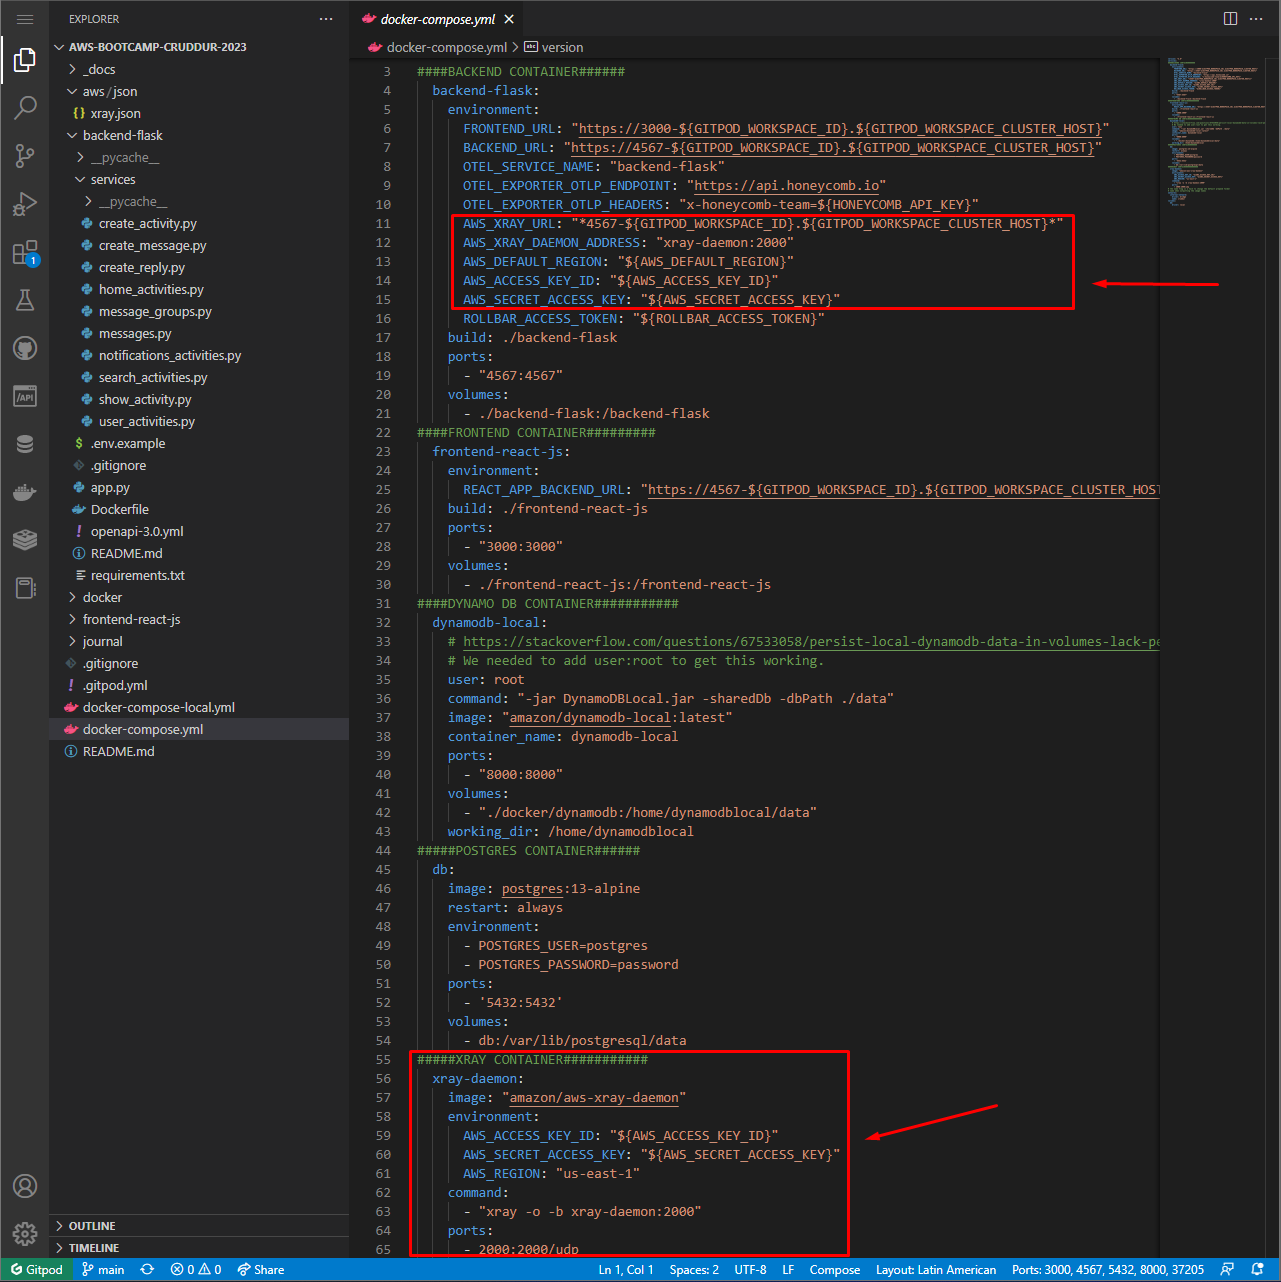 EXPLORER
AWS-BOOTCAMP-CRUDDUR-2023
_docs
aws/json
{} xray.json
backend-flask
__pycache__
services
__pycache__
create_activity.py
create_message.py
create_reply.py
home_activities.py
message_groups.py
messages.py
notifications_activities.py
search_activities.py
show_activity.py
user_activities.py
$ .env.example
.gitignore
app.py
Dockerfile
! openapi-3.0.yml
README.md
requirements.txt
docker
frontend-react-js
journal
.gitignore
! .gitpod.yml
docker-compose-local.yml
docker-compose.yml
README.md
OUTLINE
TIMELINE
1
/API
docker-compose.yml
docker-compose.yml > abc version
3 ####BACKEND CONTAINER######
4 backend-flask:
5 environment:
6 FRONTEND_URL: "https://3000-${GITPOD_WORKSPACE_ID}.${GITPOD_WORKSPACE_CLUSTER_HOST}"
7 BACKEND_URL: "https://4567-${GITPOD_WORKSPACE_ID}.${GITPOD_WORKSPACE_CLUSTER_HOST}"
8 OTEL_SERVICE_NAME: "backend-flask"
9 OTEL_EXPORTER_OTLP_ENDPOINT: "https://api.honeycomb.io"
10 OTEL_EXPORTER_OTLP_HEADERS: "x-honeycomb-team=${HONEYCOMB_API_KEY}"
11 AWS_XRAY_URL: "*4567-${GITPOD_WORKSPACE_ID}.${GITPOD_WORKSPACE_CLUSTER_HOST}*"
12 AWS_XRAY_DAEMON_ADDRESS: "xray-daemon:2000"
13 AWS_DEFAULT_REGION: "${AWS_DEFAULT_REGION}"
14 AWS_ACCESS_KEY_ID: "${AWS_ACCESS_KEY_ID}"
15 AWS_SECRET_ACCESS_KEY: "${AWS_SECRET_ACCESS_KEY}"
16 ROLLBAR_ACCESS_TOKEN: "${ROLLBAR_ACCESS_TOKEN}"
17 build: ./backend-flask
18 ports:
19 - "4567:4567"
20 volumes:
21 - ./backend-flask:/backend-flask
22 ####FRONTEND CONTAINER#########
23 frontend-react-js:
24 environment:
25 REACT_APP_BACKEND_URL: "https://4567-${GITPOD_WORKSPACE_ID}.${GITPOD_WORKSPACE_CLUSTER_HOST
26 build: ./frontend-react-js
27 ports:
28 - "3000:3000"
29 volumes:
30 - ./frontend-react-js:/frontend-react-js
31 ####DYNAMO DB CONTAINER###########
32 dynamodb-local:
33 # https://stackoverflow.com/questions/67533058/persist-local-dynamodb-data-in-volumes-lack-pe
34 # We needed to add user:root to get this working.
35 user: root
36 command: "-jar DynamoDBLocal.jar -sharedDb -dbPath ./data"
37 image: "amazon/dynamodb-local:latest"
38 container_name: dynamodb-local
39 ports:
40 - "8000:8000"
41 volumes:
42 - "./docker/dynamodb:/home/dynamodblocal/data"
43 working_dir: /home/dynamodblocal
44 #####POSTGRES CONTAINER######
45 db:
46 image: postgres:13-alpine
47 restart: always
48 environment:
49 - POSTGRES_USER=postgres
50 - POSTGRES_PASSWORD=password
51 ports:
52 - '5432:5432'
53 volumes:
54 - db:/var/lib/postgresql/data
55 #####XRAY CONTAINER###########
56 xray-daemon:
57 image: "amazon/aws-xray-daemon"
58 environment:
59 AWS_ACCESS_KEY_ID: "${AWS_ACCESS_KEY_ID}"
60 AWS_SECRET_ACCESS_KEY: "${AWS_SECRET_ACCESS_KEY}"
61 AWS_REGION: "us-east-1"
62 command:
63 - "xray -o -b xray-daemon:2000"
64 ports:
65 - 2000:2000/udp
Gitpod main 0 0 Share Ln 1, Col 1 Spaces: 2 UTF-8 LF Compose Layout: Latin American Ports: 3000, 4567, 5432, 8000, 37205